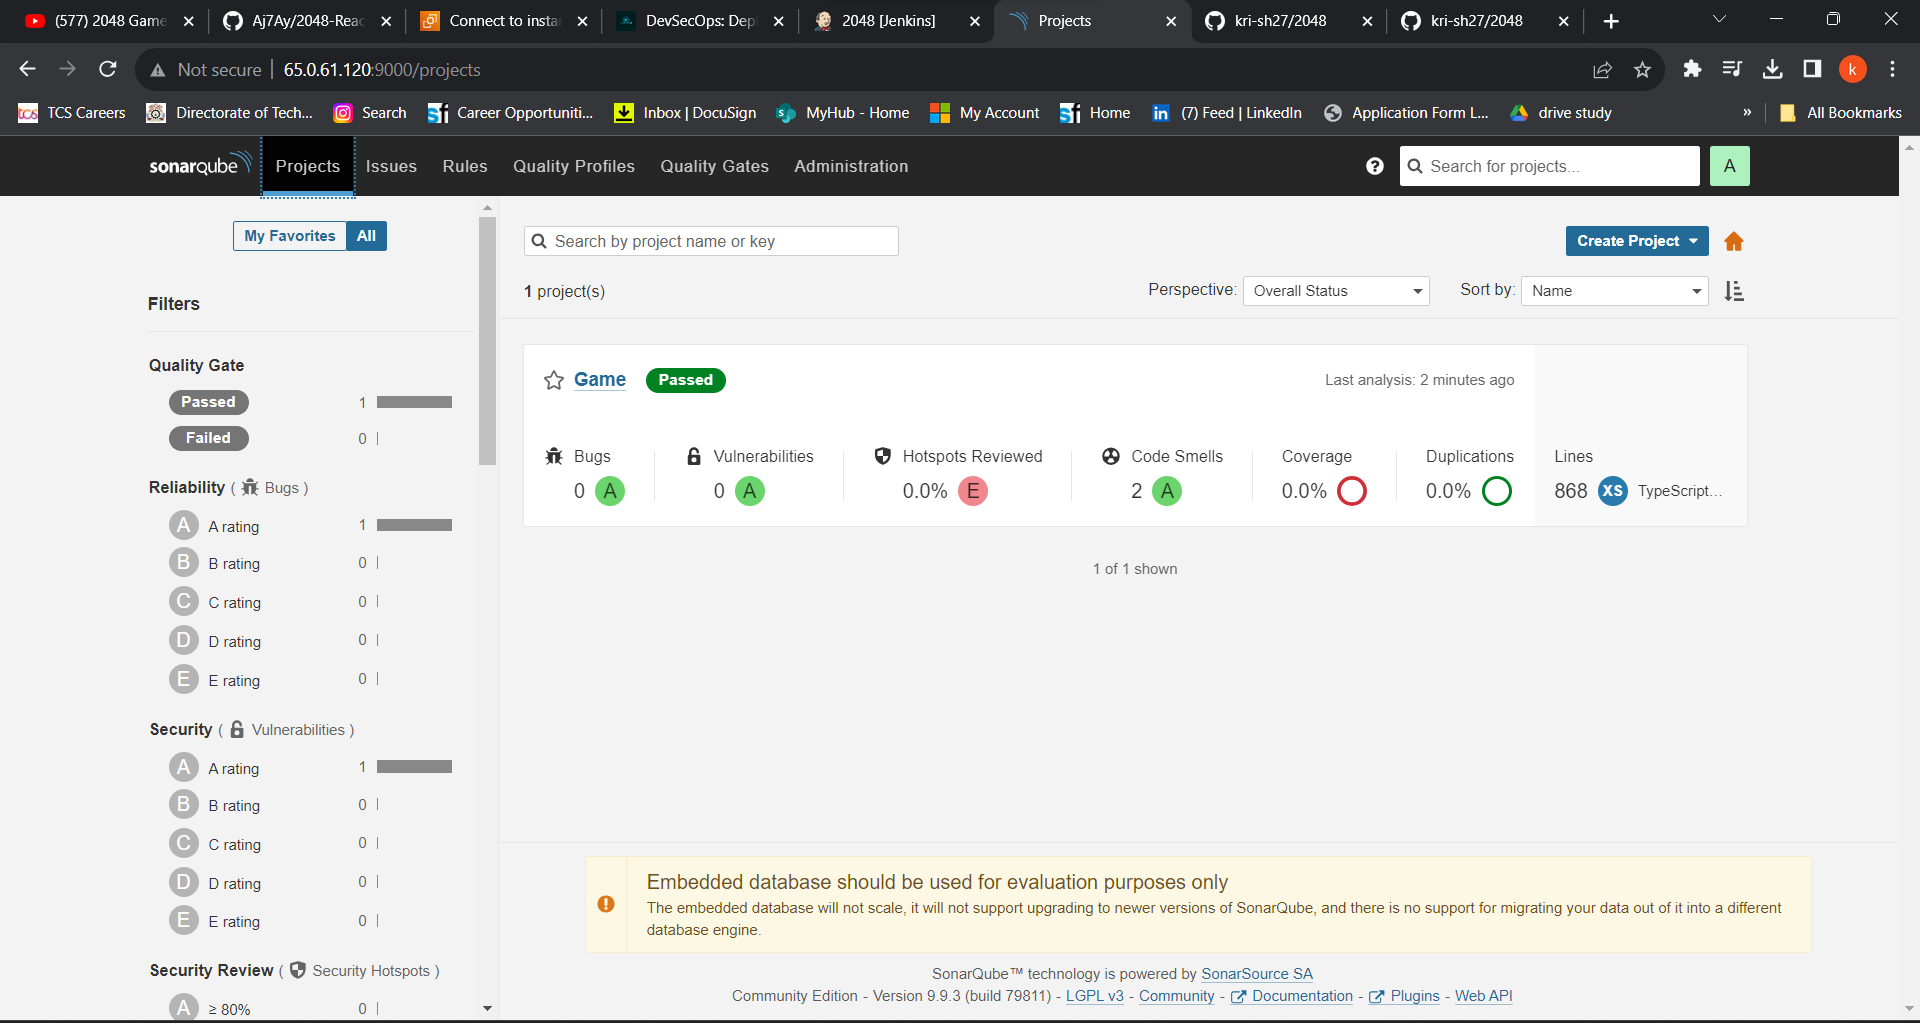 (577) 2048 Game
Aj7Ay/2048-Reac
Connect to insta
DevSecOps: Depl
2048 [Jenkins]
Projects
kri-sh27/2048
kri-sh27/2048
Not secure
65.0.61.120:9000/projects
k
TCS Careers
Directorate of Tech...
Search
Career Opportuniti...
Inbox | DocuSign
MyHub - Home
My Account
Home
(7) Feed | LinkedIn
Application Form L...
drive study
»
All Bookmarks
sonarqube
Projects
Issues
Rules
Quality Profiles
Quality Gates
Administration
Search for projects...
A
My Favorites
All
Filters
Quality Gate
Passed 1
Failed 0
Reliability ( Bugs )
A A rating 1
B B rating 0
C C rating 0
D D rating 0
E E rating 0
Security ( Vulnerabilities )
A A rating 1
B B rating 0
C C rating 0
D D rating 0
E E rating 0
Security Review ( Security Hotspots )
A ≥ 80% 0
Search by project name or key
Create Project
1 project(s)
Perspective: Overall Status
Sort by: Name
Game Passed
Last analysis: 2 minutes ago
Bugs
0 A
Vulnerabilities
0 A
Hotspots Reviewed
0.0% E
Code Smells
2 A
Coverage
0.0%
Duplications
0.0%
Lines
868 XS TypeScript...
1 of 1 shown
Embedded database should be used for evaluation purposes only
The embedded database will not scale, it will not support upgrading to newer versions of SonarQube, and there is no support for migrating your data out of it into a different
database engine.
SonarQube™ technology is powered by SonarSource SA
Community Edition - Version 9.9.3 (build 79811) - LGPL v3 - Community - Documentation - Plugins - Web API